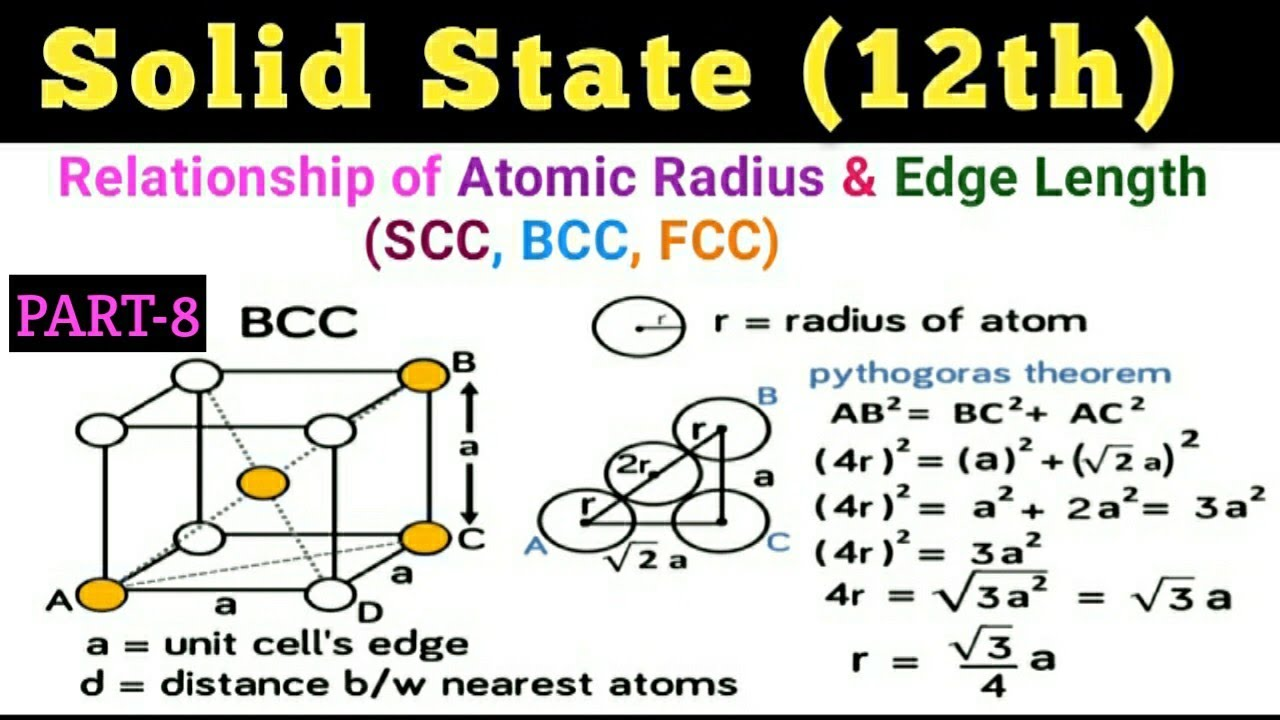 Solid State (12th)
Relationship of Atomic Radius & Edge Length
(SCC, BCC, FCC)
PART-8
BCC
B
a
C
a
A
a
D
a = unit cell's edge
d = distance b/w nearest atoms
r
r = radius of atom
B
r
2r
a
r
A
√2 a
C
pythogoras theorem
AB² = BC² + AC²
(4r)² = (a)² + (√2 a)²
(4r)² = a² + 2a² = 3a²
(4r)² = 3a²
4r = √3a² = √3 a
r = √3/4 a